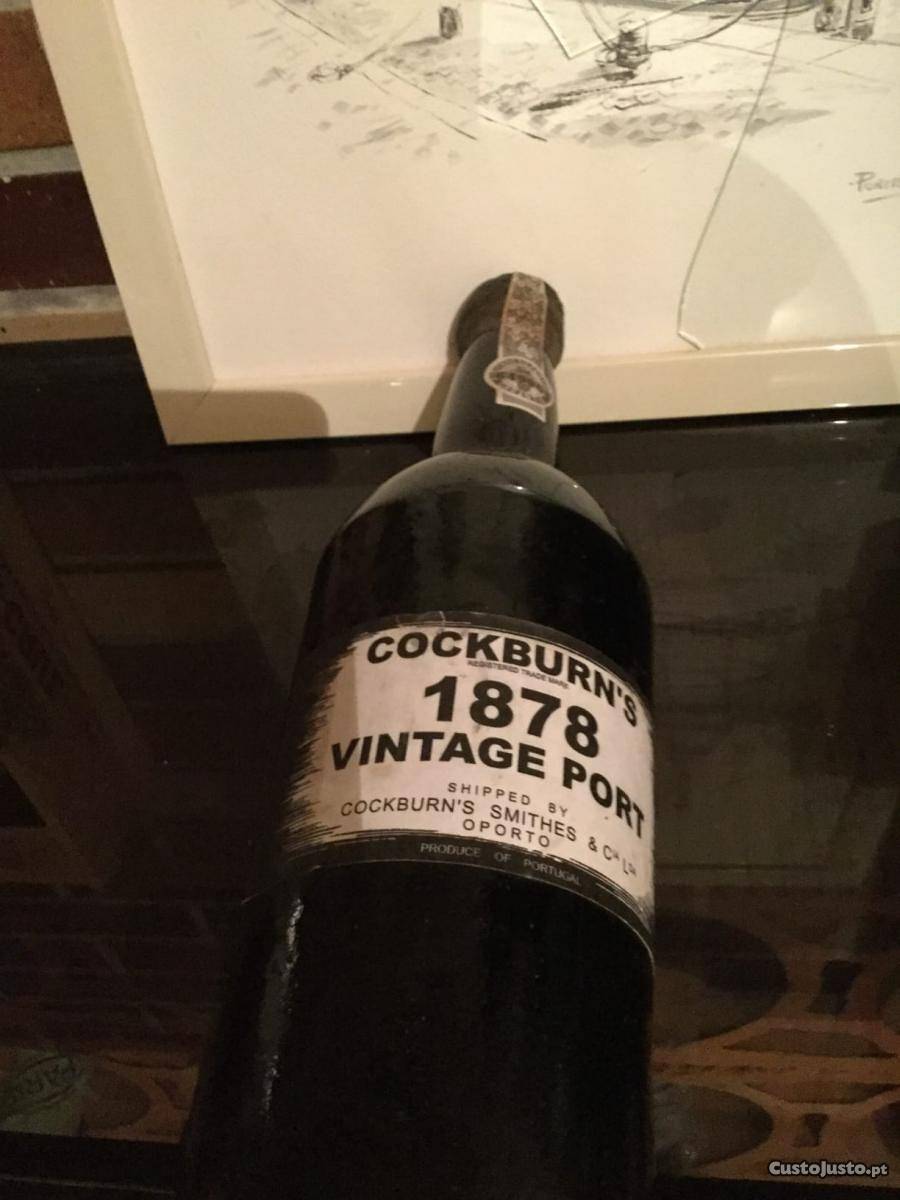 COCKBURN'S
REGISTERED TRADE MARK
1878
VINTAGE PORT
SHIPPED BY
COCKBURN'S SMITHES & Cia Lda
OPORTO
PRODUCE OF PORTUGAL
CustoJusto.pt